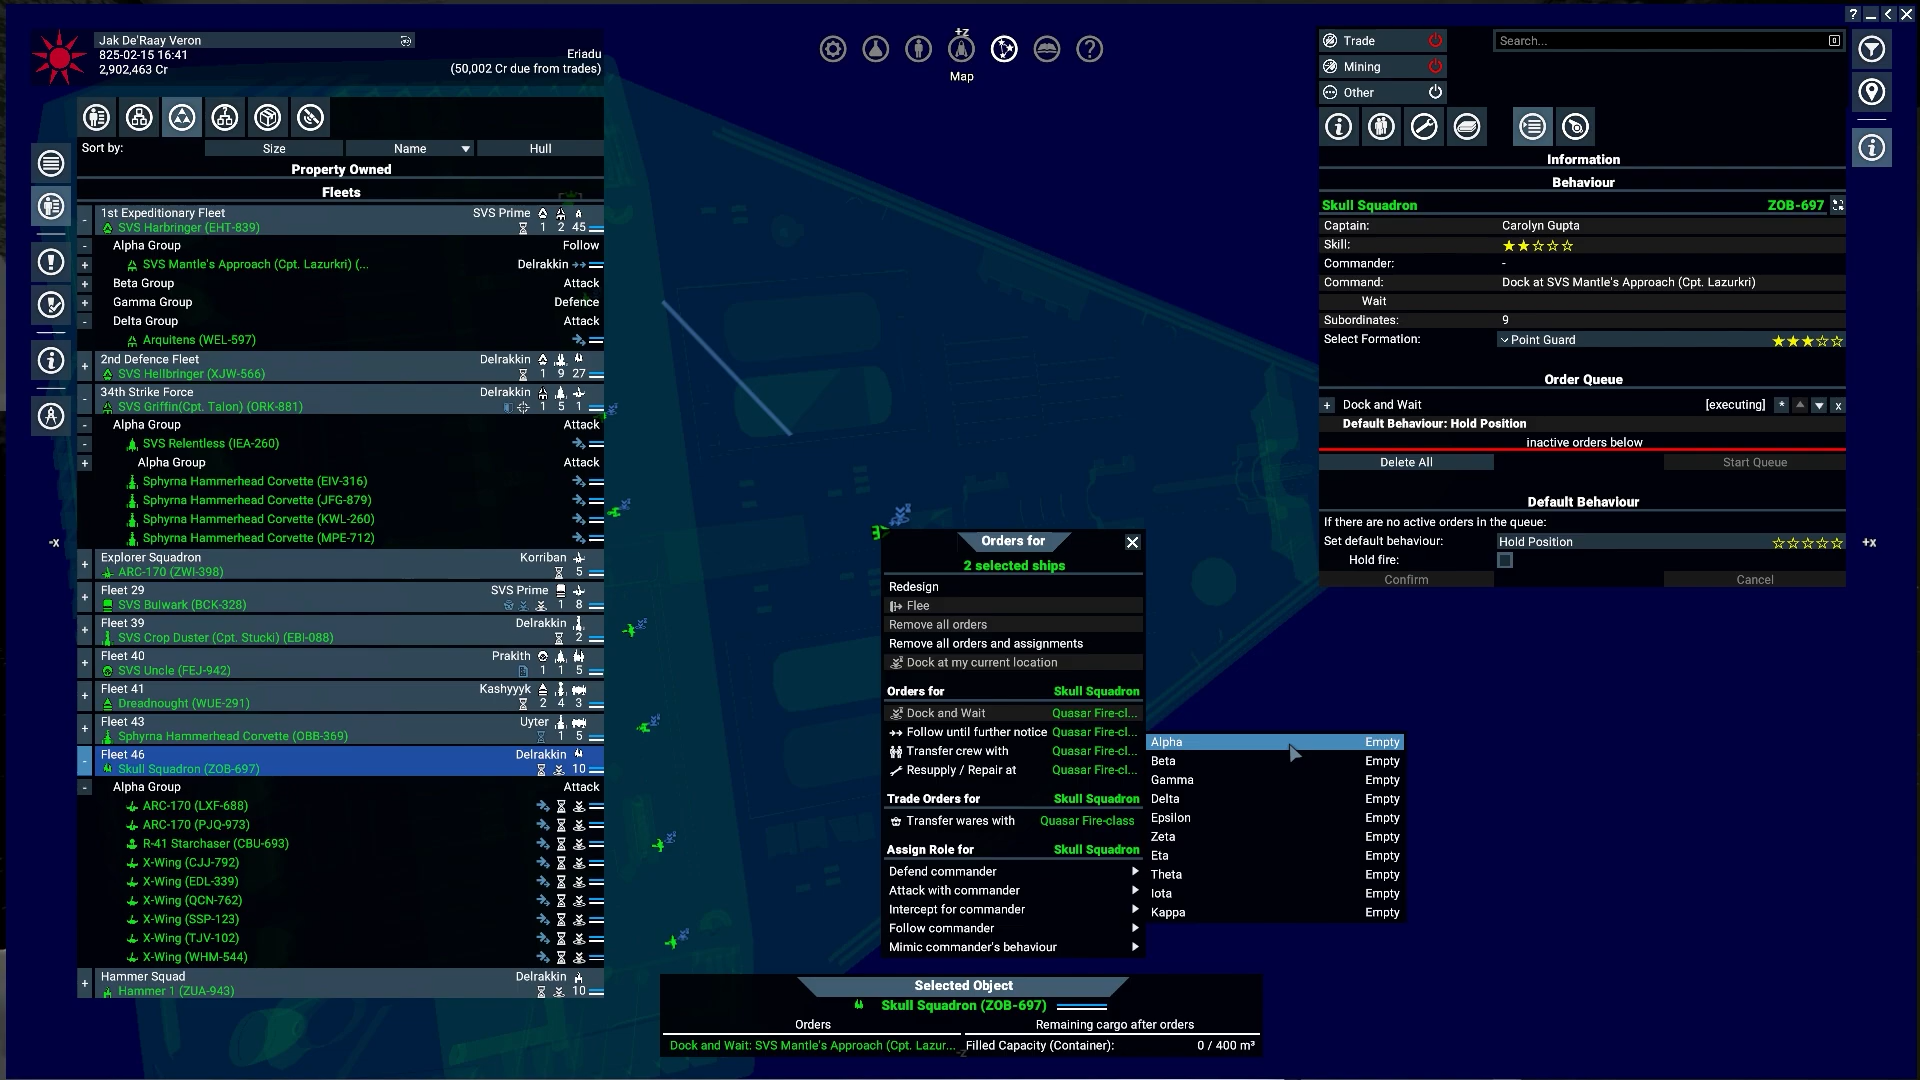 Jak De'Raay Veron
825-02-15 16:41
Eriadu
2,902,463 Cr
(50,002 Cr due from trades)
+Z
Map
Sort by:
Size
Name
Hull
Property Owned
Fleets
1st Expeditionary Fleet
SVS Prime
SVS Harbringer (EHT-839)
1 2 45
Alpha Group
Follow
SVS Mantle's Approach (Cpt. Lazurkri) (...
Delrakkin
Beta Group
Attack
Gamma Group
Defence
Delta Group
Attack
Arquitens (WEL-597)
2nd Defence Fleet
Delrakkin
SVS Hellbringer (XJW-566)
1 9 27
34th Strike Force
Delrakkin
SVS Griffin(Cpt. Talon) (ORK-881)
1 5 1
Alpha Group
Attack
SVS Relentless (IEA-260)
Alpha Group
Attack
Sphyrna Hammerhead Corvette (EIV-316)
Sphyrna Hammerhead Corvette (JFG-879)
Sphyrna Hammerhead Corvette (KWL-260)
Sphyrna Hammerhead Corvette (MPE-712)
Explorer Squadron
Korriban
ARC-170 (ZWI-398)
5
Fleet 29
SVS Prime
SVS Bulwark (BCK-328)
1 8
Fleet 39
Delrakkin
SVS Crop Duster (Cpt. Stucki) (EBI-088)
2
Fleet 40
Prakith
SVS Uncle (FEJ-942)
1 1 5
Fleet 41
Kashyyyk
Dreadnought (WUE-291)
2 4 3
Fleet 43
Uyter
Sphyrna Hammerhead Corvette (OBB-369)
1 5
Fleet 46
Delrakkin
Skull Squadron (ZOB-697)
10
Alpha Group
Attack
ARC-170 (LXF-688)
ARC-170 (PJQ-973)
R-41 Starchaser (CBU-693)
X-Wing (CJJ-792)
X-Wing (EDL-339)
X-Wing (QCN-762)
X-Wing (SSP-123)
X-Wing (TJV-102)
X-Wing (WHM-544)
Hammer Squad
Delrakkin
Hammer 1 (ZUA-943)
10
-X
+X
Orders for
2 selected ships
Redesign
Flee
Remove all orders
Remove all orders and assignments
Dock at my current location
Orders for
Skull Squadron
Dock and Wait
Quasar Fire-cl...
Follow until further notice
Quasar Fire-cl...
Transfer crew with
Quasar Fire-cl...
Resupply / Repair at
Quasar Fire-cl...
Trade Orders for
Skull Squadron
Transfer wares with
Quasar Fire-class
Assign Role for
Skull Squadron
Defend commander
Attack with commander
Intercept for commander
Follow commander
Mimic commander's behaviour
Alpha
Empty
Beta
Empty
Gamma
Empty
Delta
Empty
Epsilon
Empty
Zeta
Empty
Eta
Empty
Theta
Empty
Iota
Empty
Kappa
Empty
Selected Object
Skull Squadron (ZOB-697)
Orders
Remaining cargo after orders
Dock and Wait: SVS Mantle's Approach (Cpt. Lazur...
Filled Capacity (Container):
0 / 400 m³
-Z
Trade
Mining
Other
Search...
Information
Behaviour
Skull Squadron
ZOB-697
Captain:
Carolyn Gupta
Skill:
Commander:
-
Command:
Dock at SVS Mantle's Approach (Cpt. Lazurkri)
Wait
Subordinates:
9
Select Formation:
Point Guard
Order Queue
Dock and Wait
[executing]
Default Behaviour: Hold Position
inactive orders below
Delete All
Start Queue
Default Behaviour
If there are no active orders in the queue:
Set default behaviour:
Hold Position
Hold fire:
Confirm
Cancel